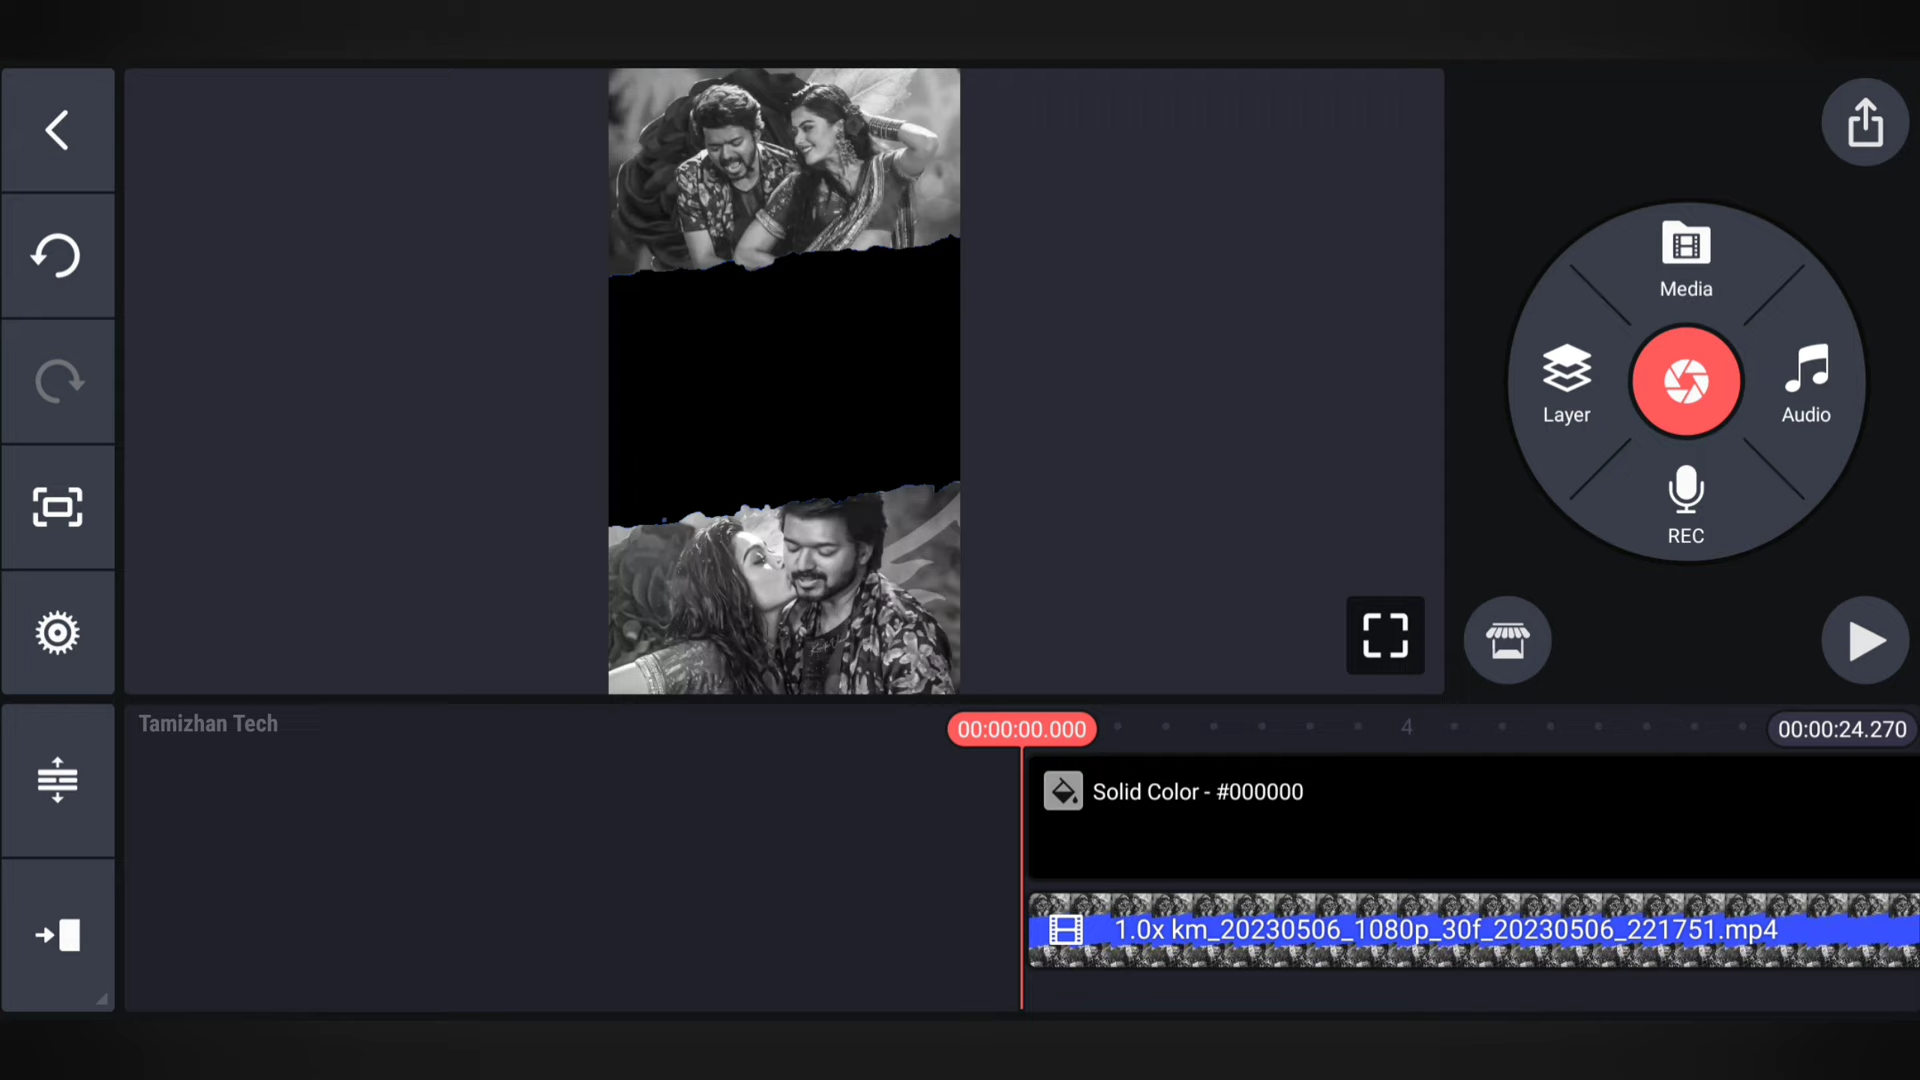 Media
Layer
Audio
REC
Tamizhan Tech
00:00:00.000
4
00:00:24.270
Solid Color - #000000
1.0x km_20230506_1080p_30f_20230506_221751.mp4